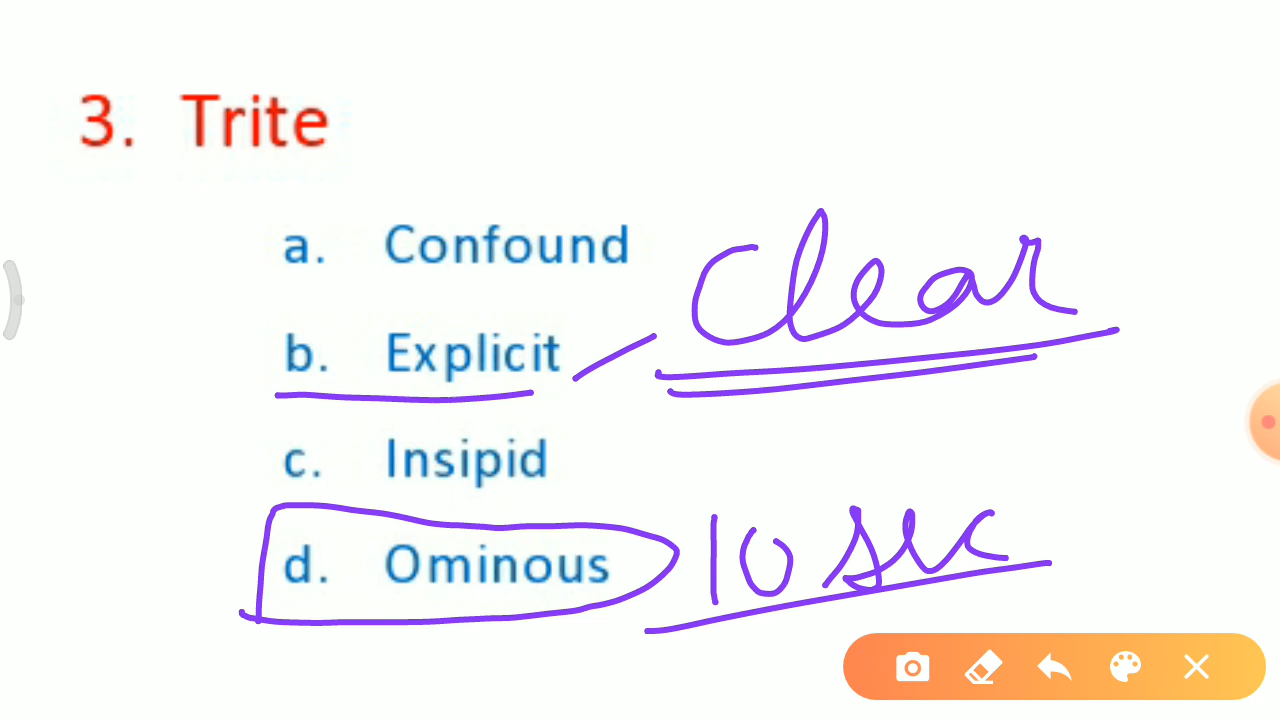 3. Trite
a. Confound
clear
b. Explicit
c. Insipid
d. Ominous
10 sec